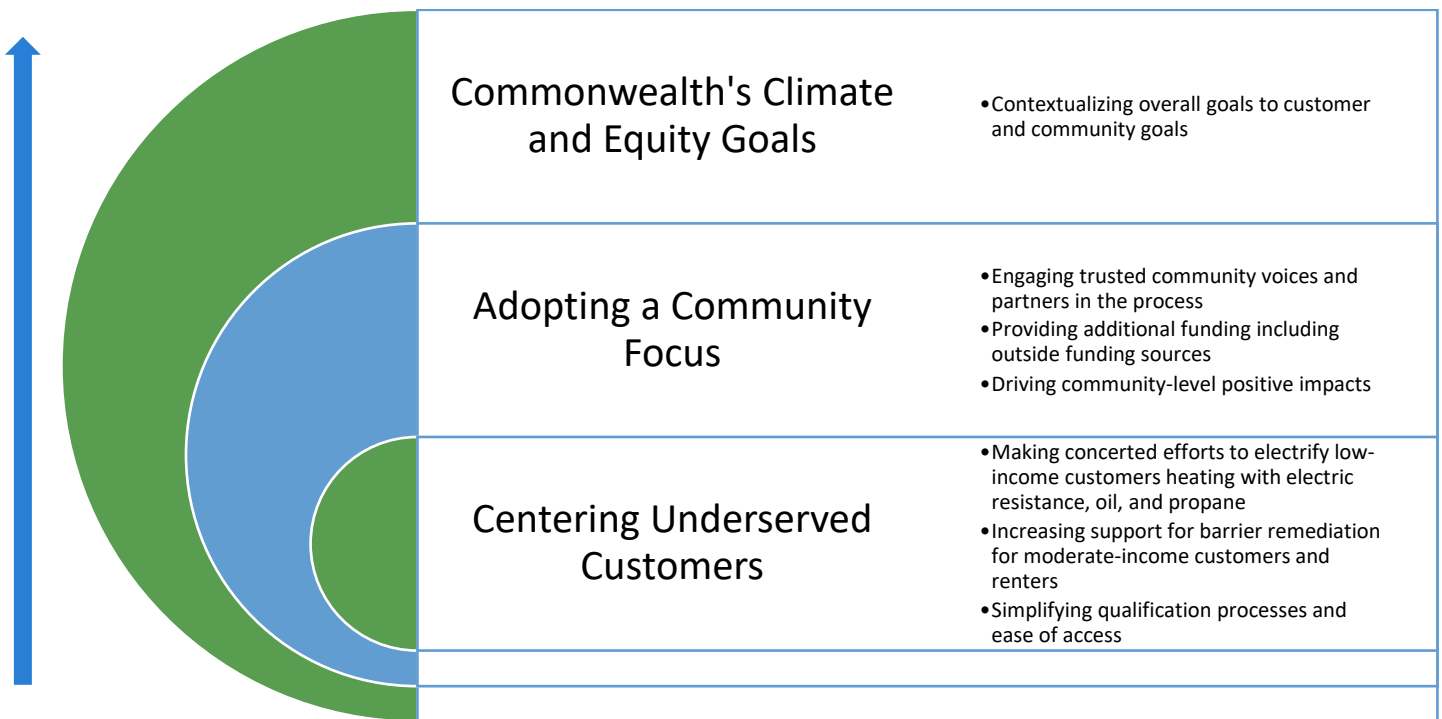 Commonwealth's Climate
and Equity Goals
•Contextualizing overall goals to customer
and community goals
Adopting a Community
Focus
•Engaging trusted community voices and
partners in the process
•Providing additional funding including
outside funding sources
•Driving community-level positive impacts
Centering Underserved
Customers
•Making concerted efforts to electrify low-
income customers heating with electric
resistance, oil, and propane
•Increasing support for barrier remediation
for moderate-income customers and
renters
•Simplifying qualification processes and
ease of access